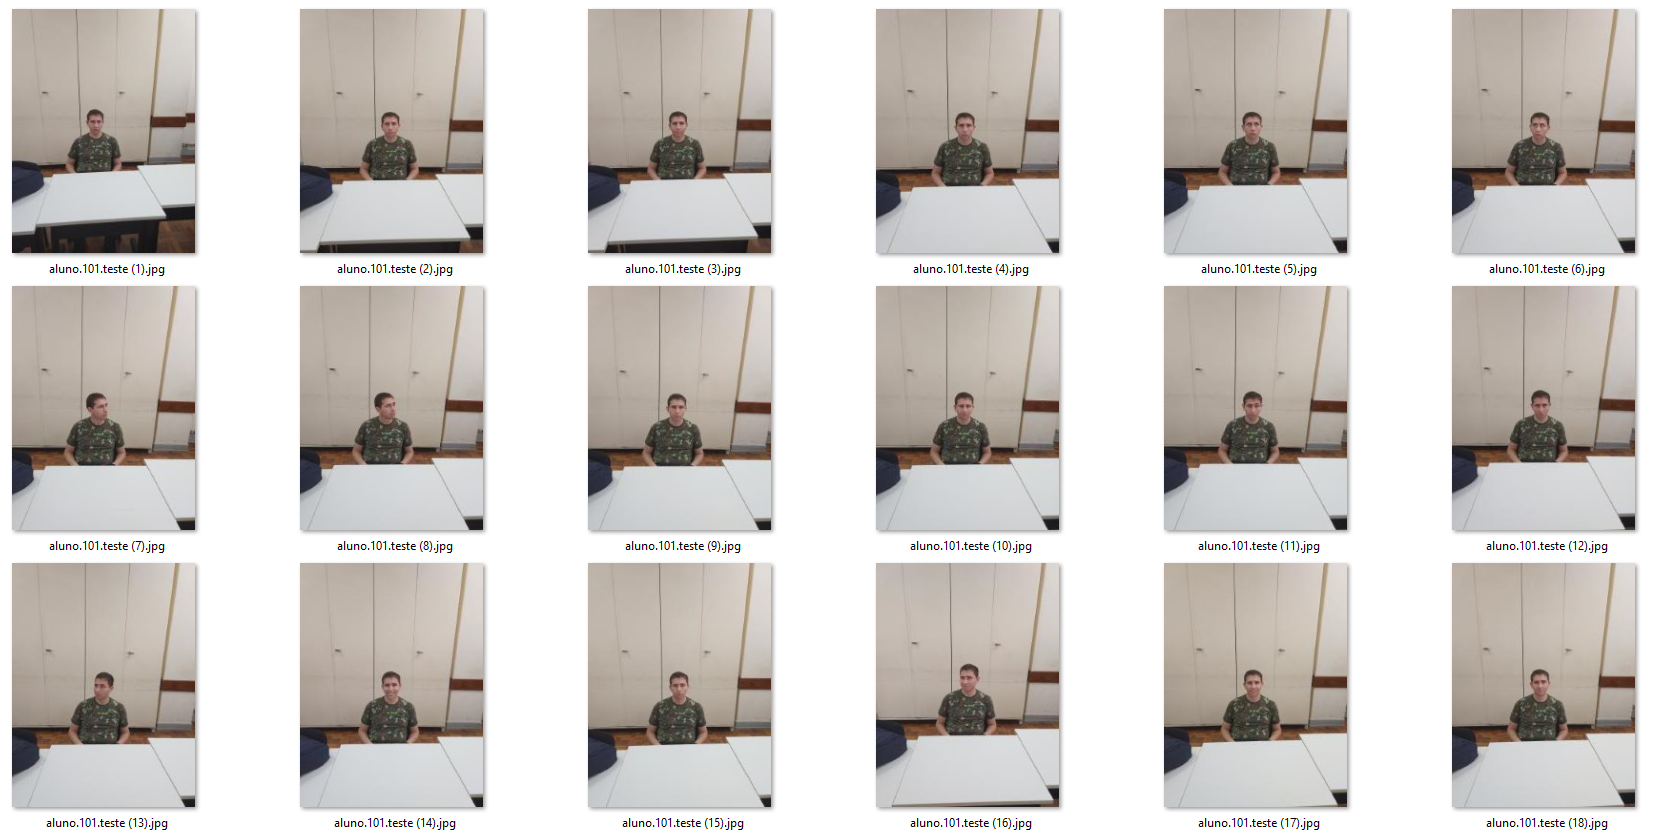 aluno.101.teste (1).jpg
aluno.101.teste (2).jpg
aluno.101.teste (3).jpg
aluno.101.teste (4).jpg
aluno.101.teste (5).jpg
aluno.101.teste (6).jpg
aluno.101.teste (7).jpg
aluno.101.teste (8).jpg
aluno.101.teste (9).jpg
aluno.101.teste (10).jpg
aluno.101.teste (11).jpg
aluno.101.teste (12).jpg
aluno.101.teste (13).jpg
aluno.101.teste (14).jpg
aluno.101.teste (15).jpg
aluno.101.teste (16).jpg
aluno.101.teste (17).jpg
aluno.101.teste (18).jpg